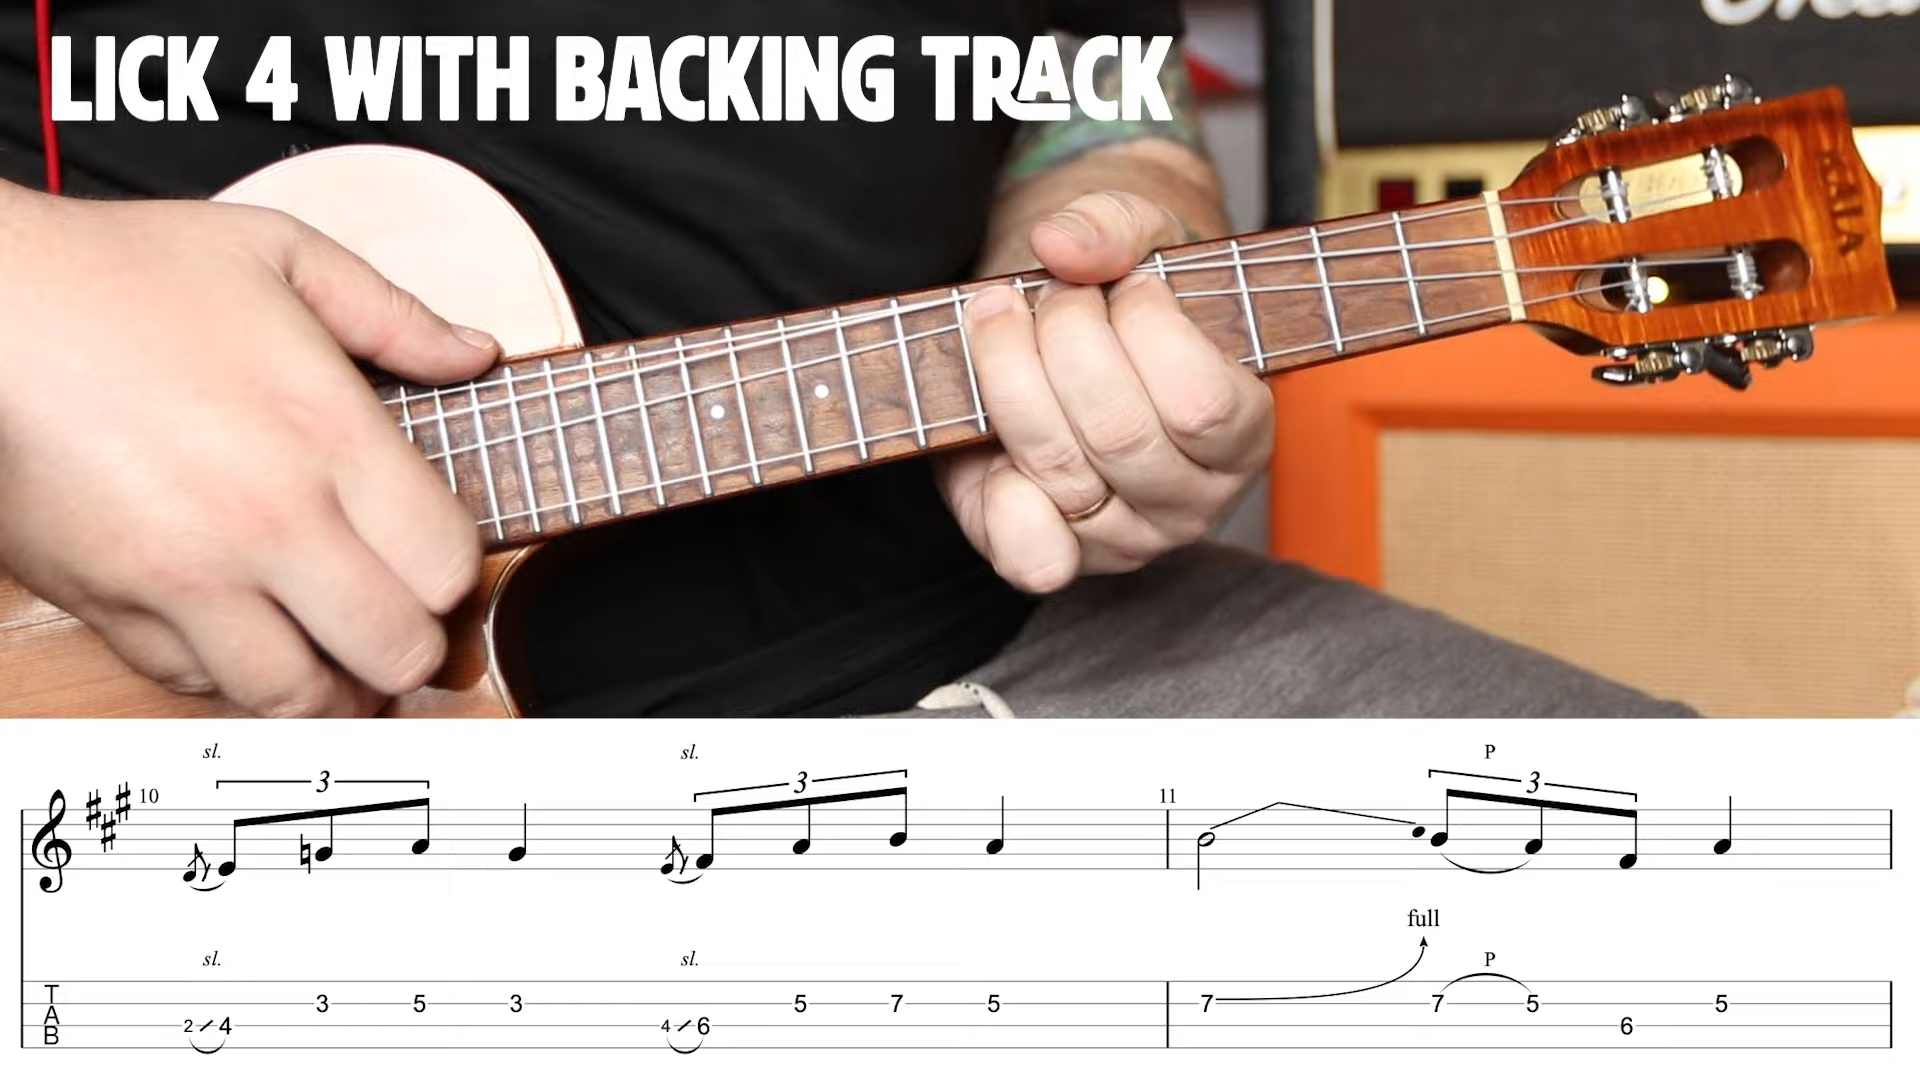 LICK 4 WITH BACKING TRACK
KALA
sl. sl. P
3 3 3
10 11
full
sl. sl. P
T 3 5 3 5 7 5 7 7 5 5
A 2 4 4 6 6
B